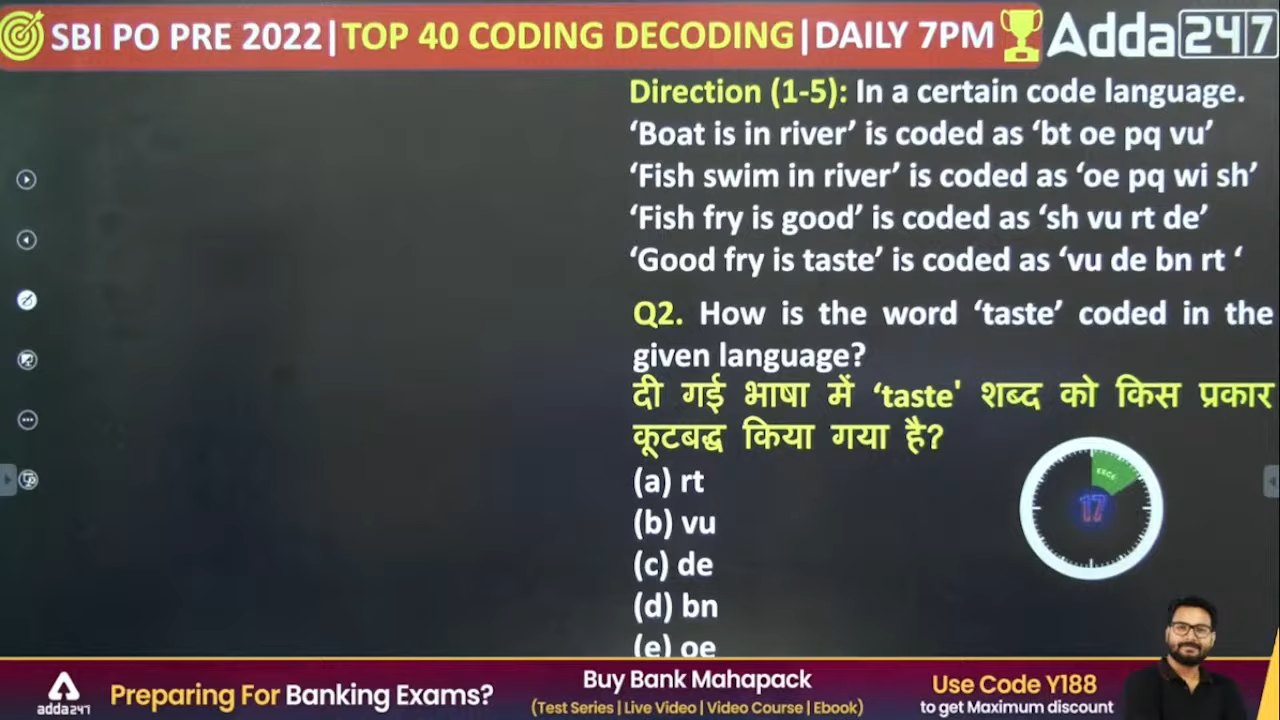 SBI PO PRE 2022|TOP 40 CODING DECODING|DAILY 7PM
Adda247
Direction (1-5): In a certain code language.
‘Boat is in river’ is coded as ‘bt oe pq vu’
‘Fish swim in river’ is coded as ‘oe pq wi sh’
‘Fish fry is good’ is coded as ‘sh vu rt de’
‘Good fry is taste’ is coded as ‘vu de bn rt ‘
Q2. How is the word ‘taste’ coded in the
given language?
दी गई भाषा में ‘taste' शब्द को किस प्रकार
कूटबद्ध किया गया है?
(a) rt
(b) vu
(c) de
(d) bn
(e) oe
17
adda247
Preparing For Banking Exams?
Buy Bank Mahapack
(Test Series | Live Video | Video Course | Ebook)
Use Code Y188
to get Maximum discount